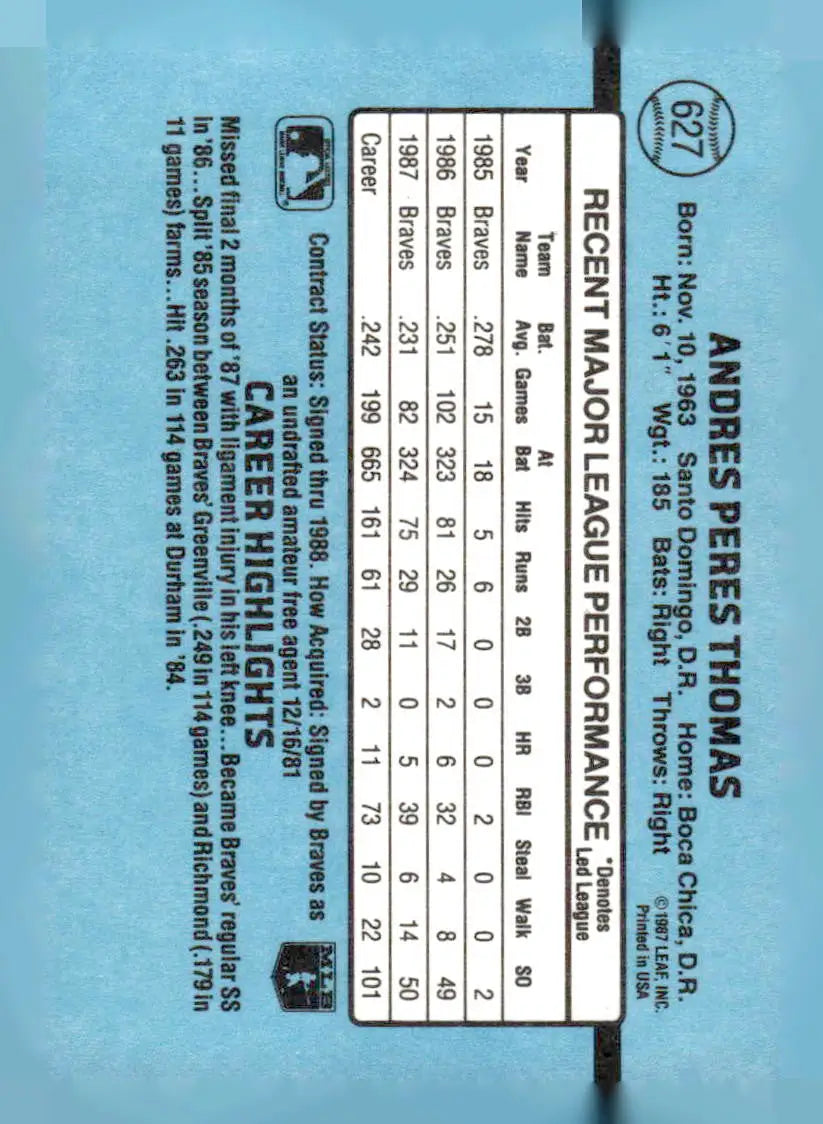 627
ANDRES PERES THOMAS
Born: Nov. 10, 1963 Santo Domingo, D.R. Home: Boca Chica, D.R.
Ht.: 6'1" Wgt.: 185 Bats: Right Throws: Right
©1987 LEAF, INC.
Printed in USA
RECENT MAJOR LEAGUE PERFORMANCE
*Denotes
Led League
Year Team Name Bat. Avg. Games At Bat Hits Runs 2B 3B HR RBI Steal Walk SO
1985 Braves .278 15 18 5 6 0 0 0 2 0 0 2
1986 Braves .251 102 323 81 26 17 2 6 32 4 8 49
1987 Braves .231 82 324 75 29 11 0 5 39 6 14 50
Career .242 199 665 161 61 28 2 11 73 10 22 101
Contract Status: Signed thru 1988. How Acquired: Signed by Braves as
an undrafted amateur free agent 12/16/81
MLB
CAREER HIGHLIGHTS
Missed final 2 months of '87 with ligament injury in his left knee...Became Braves' regular SS
in '86...Split '85 season between Braves' Greenville (.249 in 114 games) and Richmond (.179 in
11 games) farms...Hit .263 in 114 games at Durham in '84.